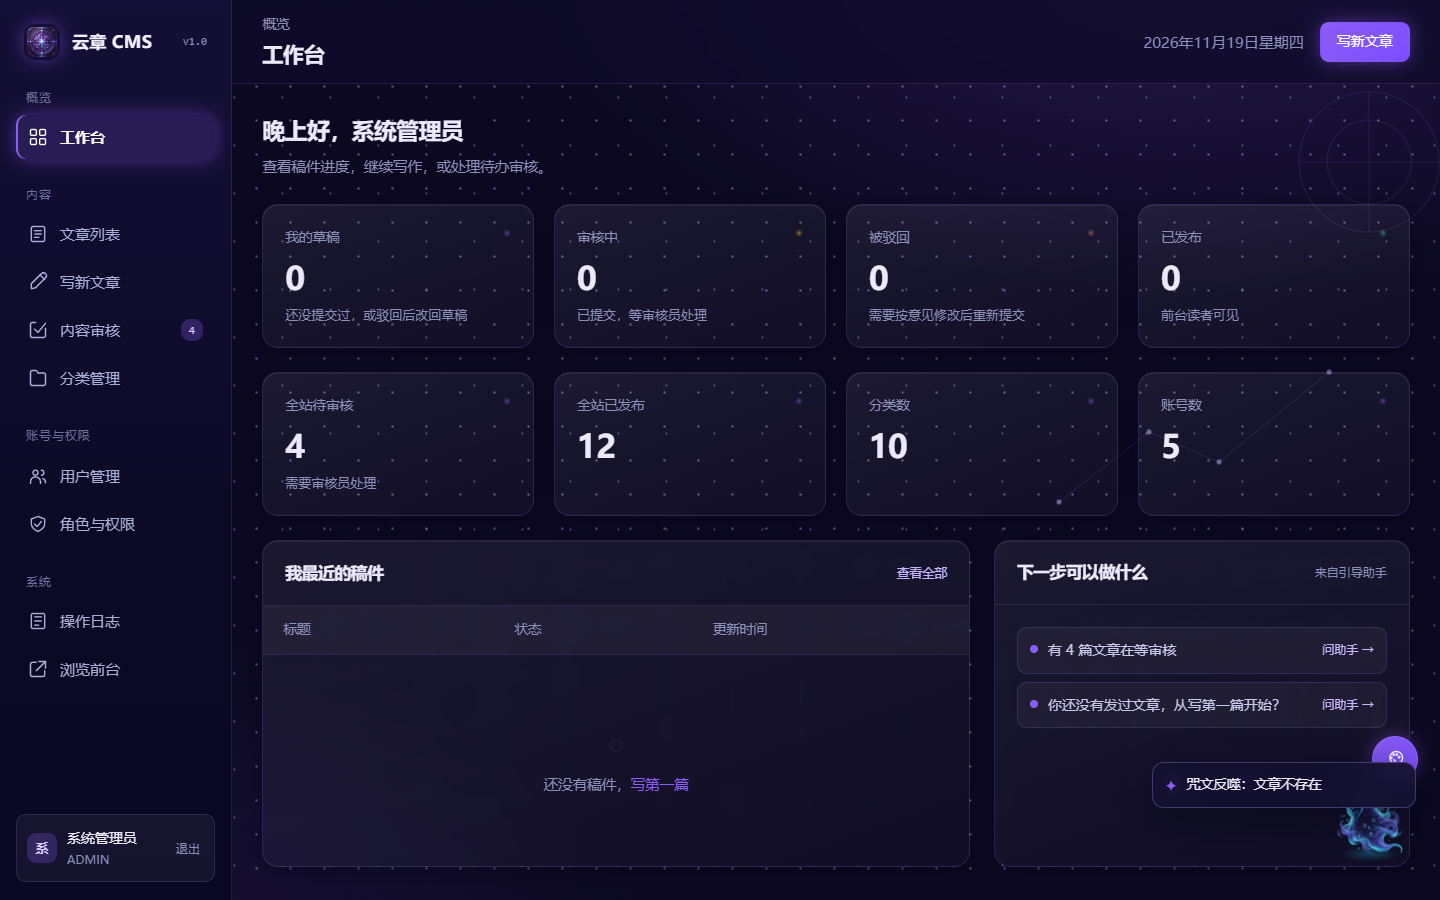 云章 CMS
v1.0
概览
工作台
内容
文章列表
写新文章
内容审核
4
分类管理
账号与权限
用户管理
角色与权限
系统
操作日志
浏览前台
系
系统管理员
ADMIN
退出
概览
工作台
2026年11月19日星期四
写新文章
晚上好，系统管理员
查看稿件进度，继续写作，或处理待办审核。
我的草稿
0
还没提交过，或驳回后改回草稿
审核中
0
已提交，等审核员处理
被驳回
0
需要按意见修改后重新提交
已发布
0
前台读者可见
全站待审核
4
需要审核员处理
全站已发布
12
分类数
10
账号数
5
我最近的稿件
查看全部
标题
状态
更新时间
还没有稿件，写第一篇
下一步可以做什么
来自引导助手
有 4 篇文章在等审核
问助手 →
你还没有发过文章，从写第一篇开始？
问助手 →
咒文反噬：文章不存在